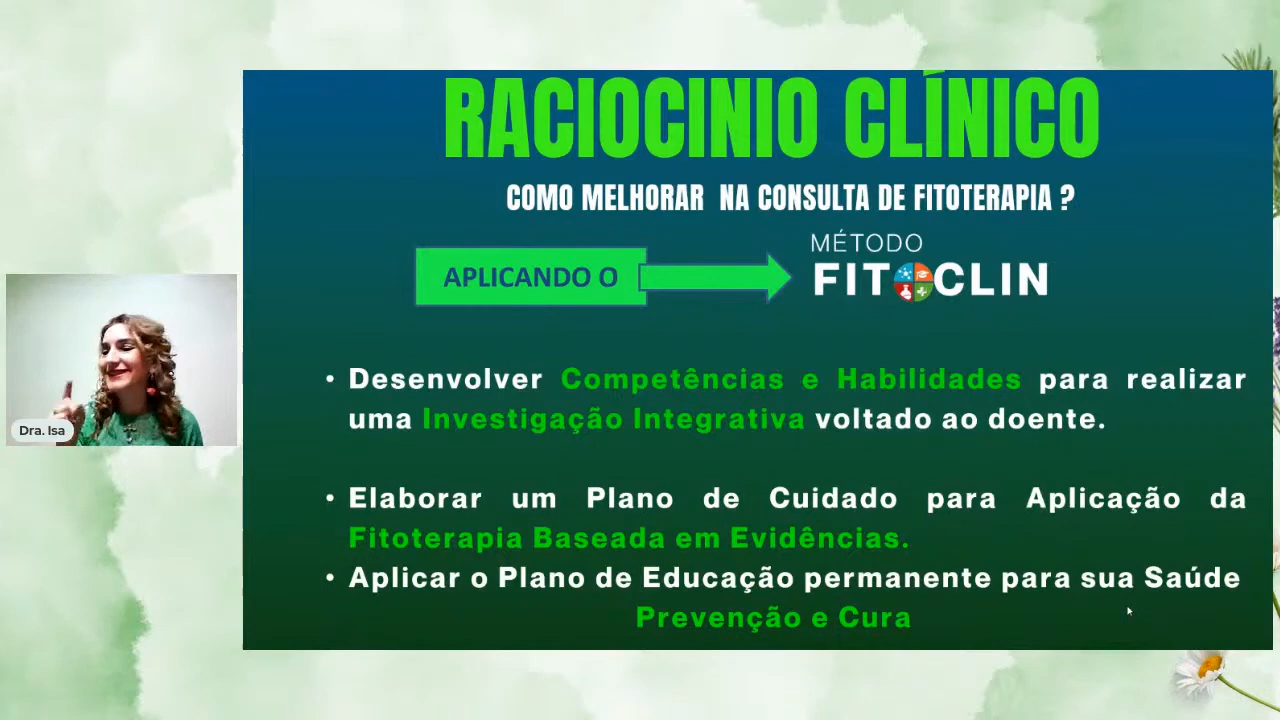 RACIOCINIO CLÍNICO
COMO MELHORAR NA CONSULTA DE FITOTERAPIA ?
APLICANDO O
MÉTODO
FITOCLIN
• Desenvolver Competências e Habilidades para realizar
uma Investigação Integrativa voltado ao doente.
• Elaborar um Plano de Cuidado para Aplicação da
Fitoterapia Baseada em Evidências.
• Aplicar o Plano de Educação permanente para sua Saúde
Prevenção e Cura
Dra. Isa